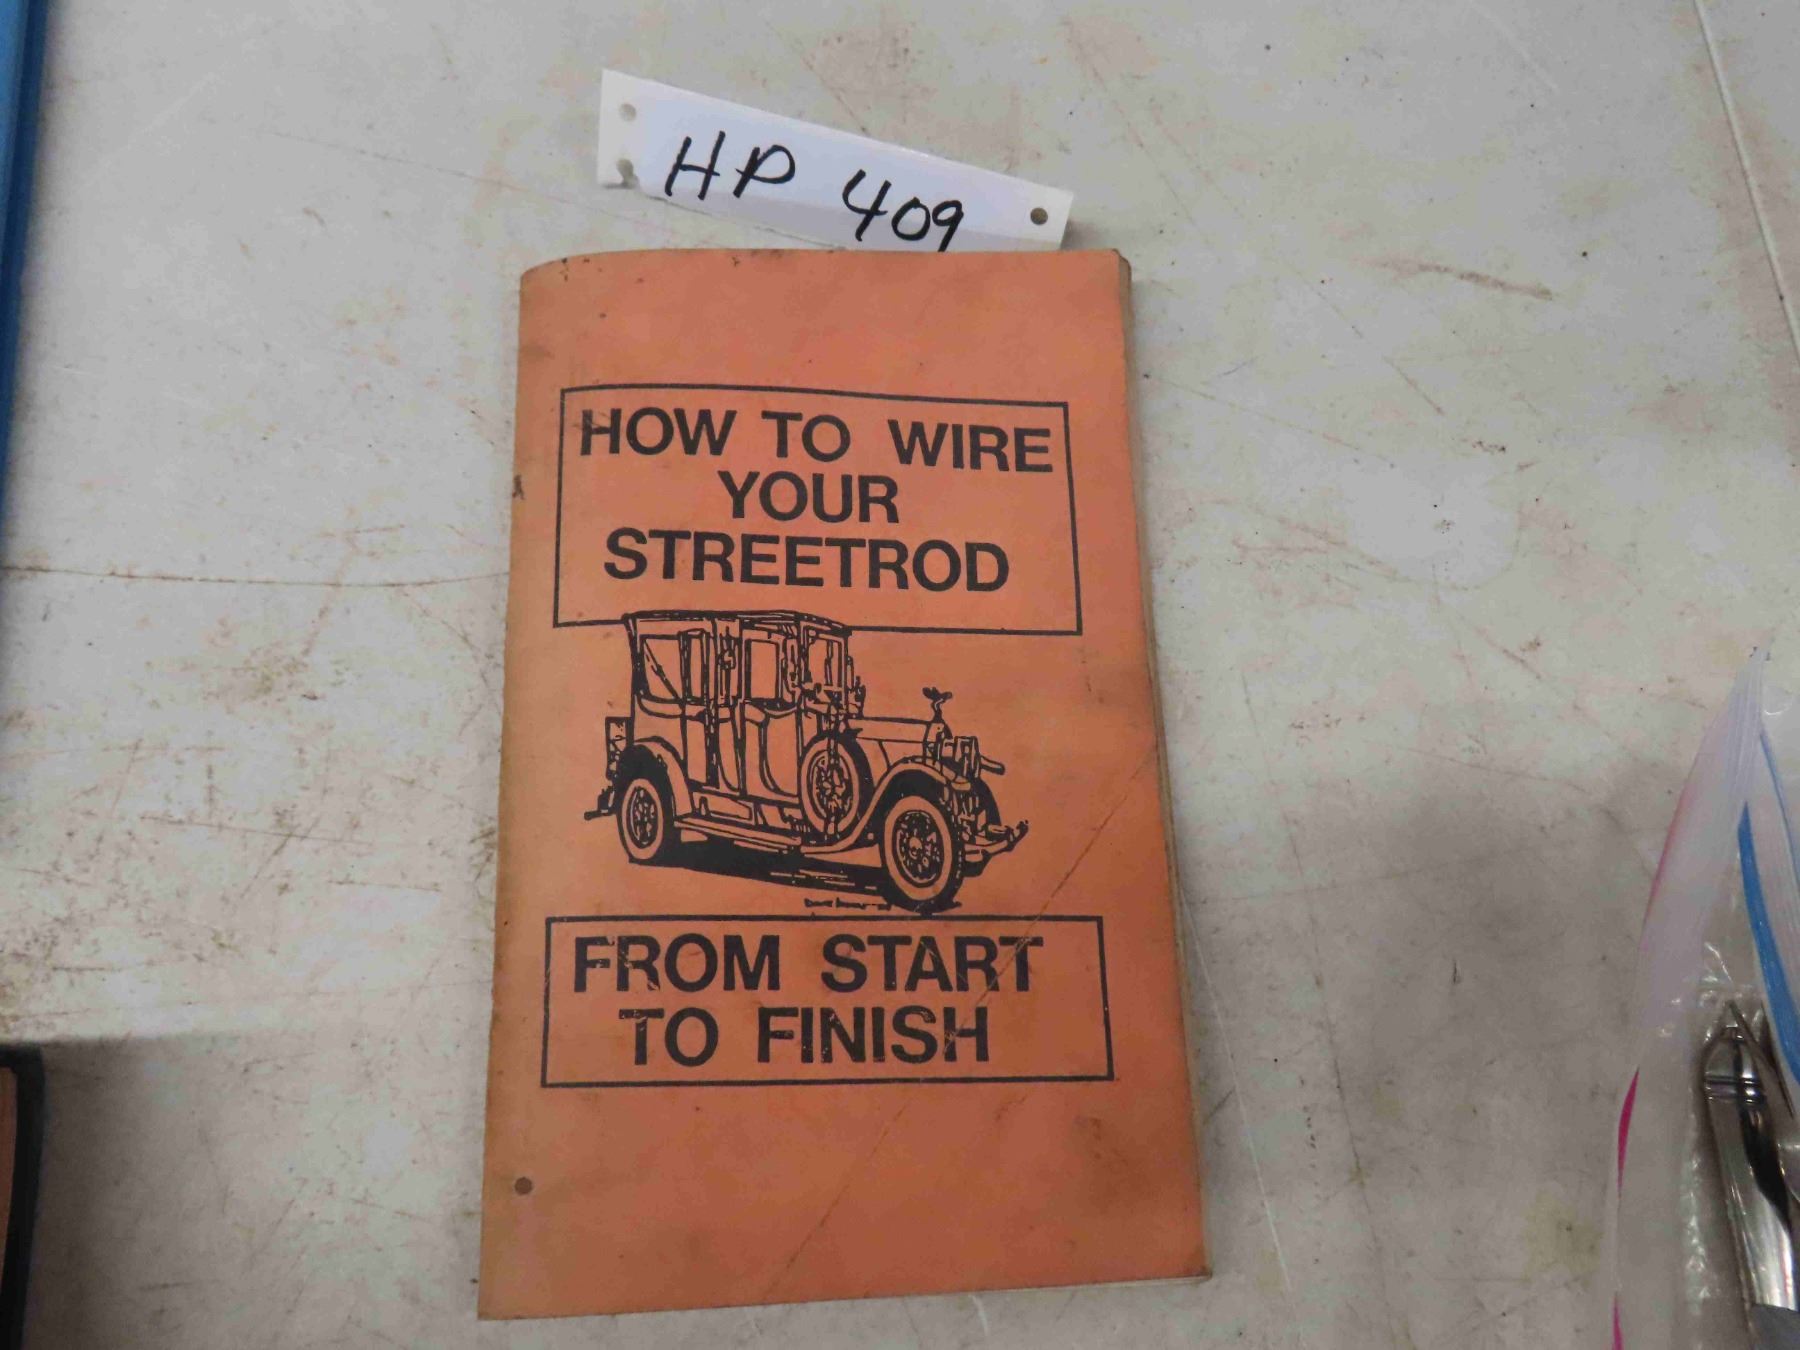 HP 409
HOW TO WIRE
YOUR
STREETROD
FROM START
TO FINISH